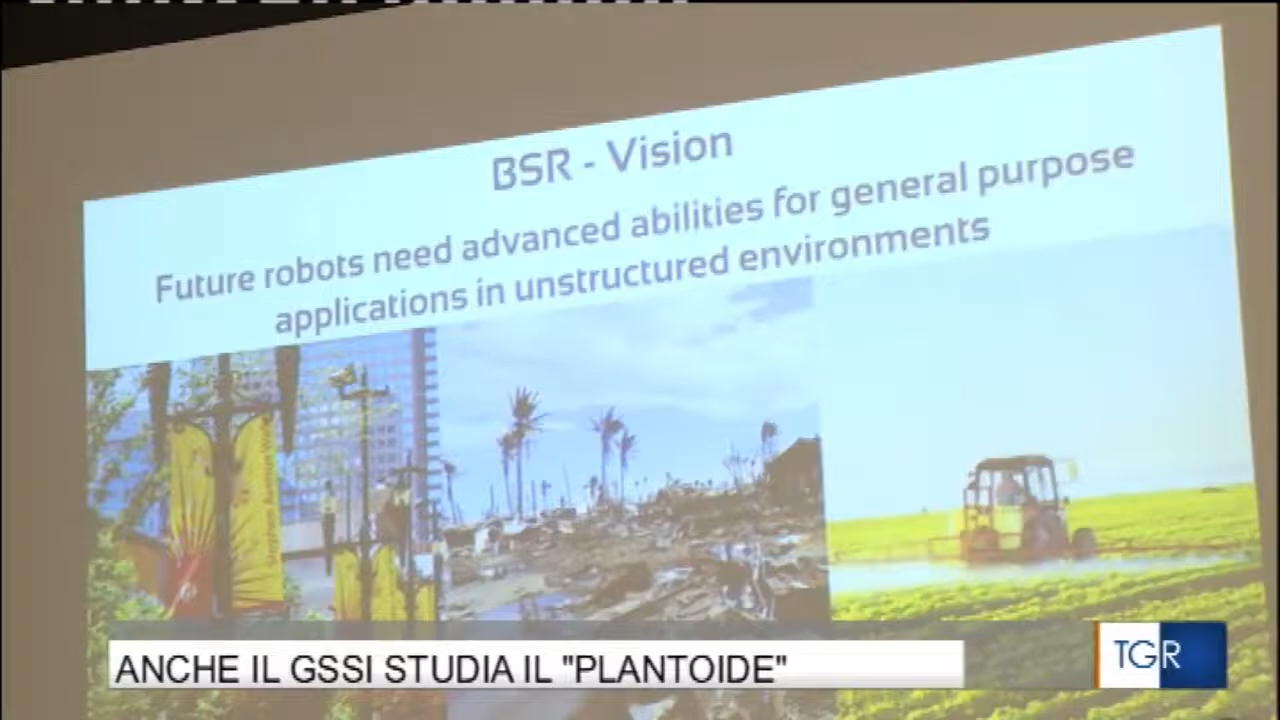 BSR - Vision
Future robots need advanced abilities for general purpose
applications in unstructured environments
ANCHE IL GSSI STUDIA IL "PLANTOIDE"
TGR